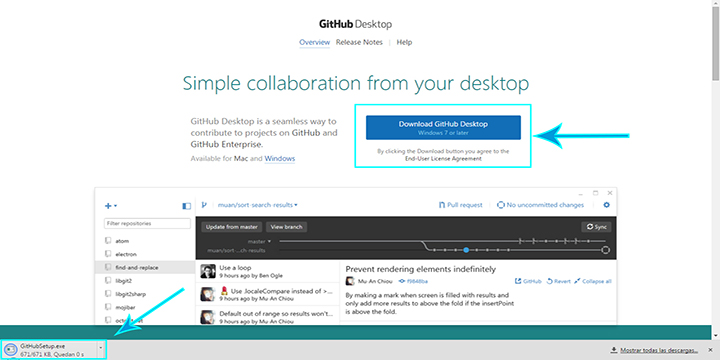 GitHub Desktop
Overview Release Notes | Help
Simple collaboration from your desktop
GitHub Desktop is a seamless way to
contribute to projects on GitHub and
GitHub Enterprise.
Available for Mac and Windows
Download GitHub Desktop
Windows 7 or later
By clicking the Download button you agree to the
End-User License Agreement
muan/sort-search results
Pull request
No uncommitted changes
Filter repositories
atom
electron
find-and-replace
libgit2
libgit2sharp
mojibar
Update from master
View branch
Sync
master
muan/sort-...ch results
Use a loop
9 hours ago by Ben Ogle
Use .localeCompare instead of >...
9 hours ago by Mu-An Chiou
Default out of range so results won't...
9 hours ago by Mu-An Chiou
Prevent rendering elements indefinitely
Mu-An Chiou
f9848ba
GitHub
Revert
Collapse all
By making a mark when screen is filled with results and
only add more results to above the fold if the insertPoint
is above the fold.
GitHubSetup.exe
671/671 KB, Quedan 0 s
Mostrar todas las descargas...